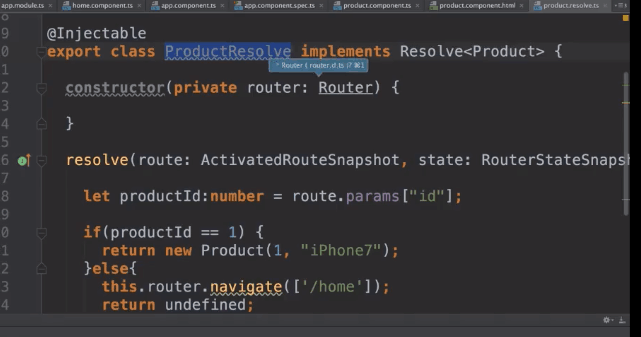 app.module.ts × home.component.ts × app.component.ts × app.component.spec.ts × product.component.ts × product.component.html × product.resolve.ts ×
8
9 @Injectable
0 export class ProductResolve implements Resolve<Product> {
? Router (router.d.ts)? ⌘1
1
2 constructor(private router: Router) {
3
4 }
5
6 resolve(route: ActivatedRouteSnapshot, state: RouterStateSnaps
7
8 let productId:number = route.params["id"];
9
0 if(productId == 1) {
1 return new Product(1, "iPhone7");
2 }else{
3 this.router.navigate(['/home']);
4 return undefined;